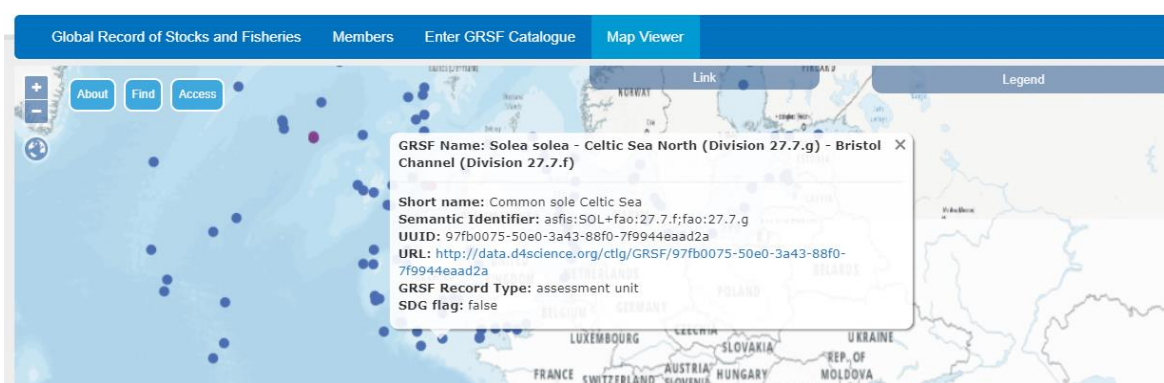 Global Record of Stocks and Fisheries Members Enter GRSF Catalogue Map Viewer
Link Legend
+
About Find Access
−
NORWAY
GRSF Name: Solea solea - Celtic Sea North (Division 27.7.g) - Bristol
Channel (Division 27.7.f)
Short name: Common sole Celtic Sea
Semantic Identifier: asfis:SOL+fao:27.7.f;fao:27.7.g
UUID: 97fb0075-50e0-3a43-88f0-7f9944eaad2a
URL: http://data.d4science.org/ctlg/GRSF/97fb0075-50e0-3a43-88f0-
7f9944eaad2a
GRSF Record Type: assessment unit
SDG flag: false
NETHERLANDS
BELARUS
POLAND
BELGIUM GERMANY
LUXEMBOURG CZECHIA UKRAINE
SLOVAKIA
REP. OF
MOLDOVA
FRANCE SWITZERLAND AUSTRIA HUNGARY
SLOVENIA